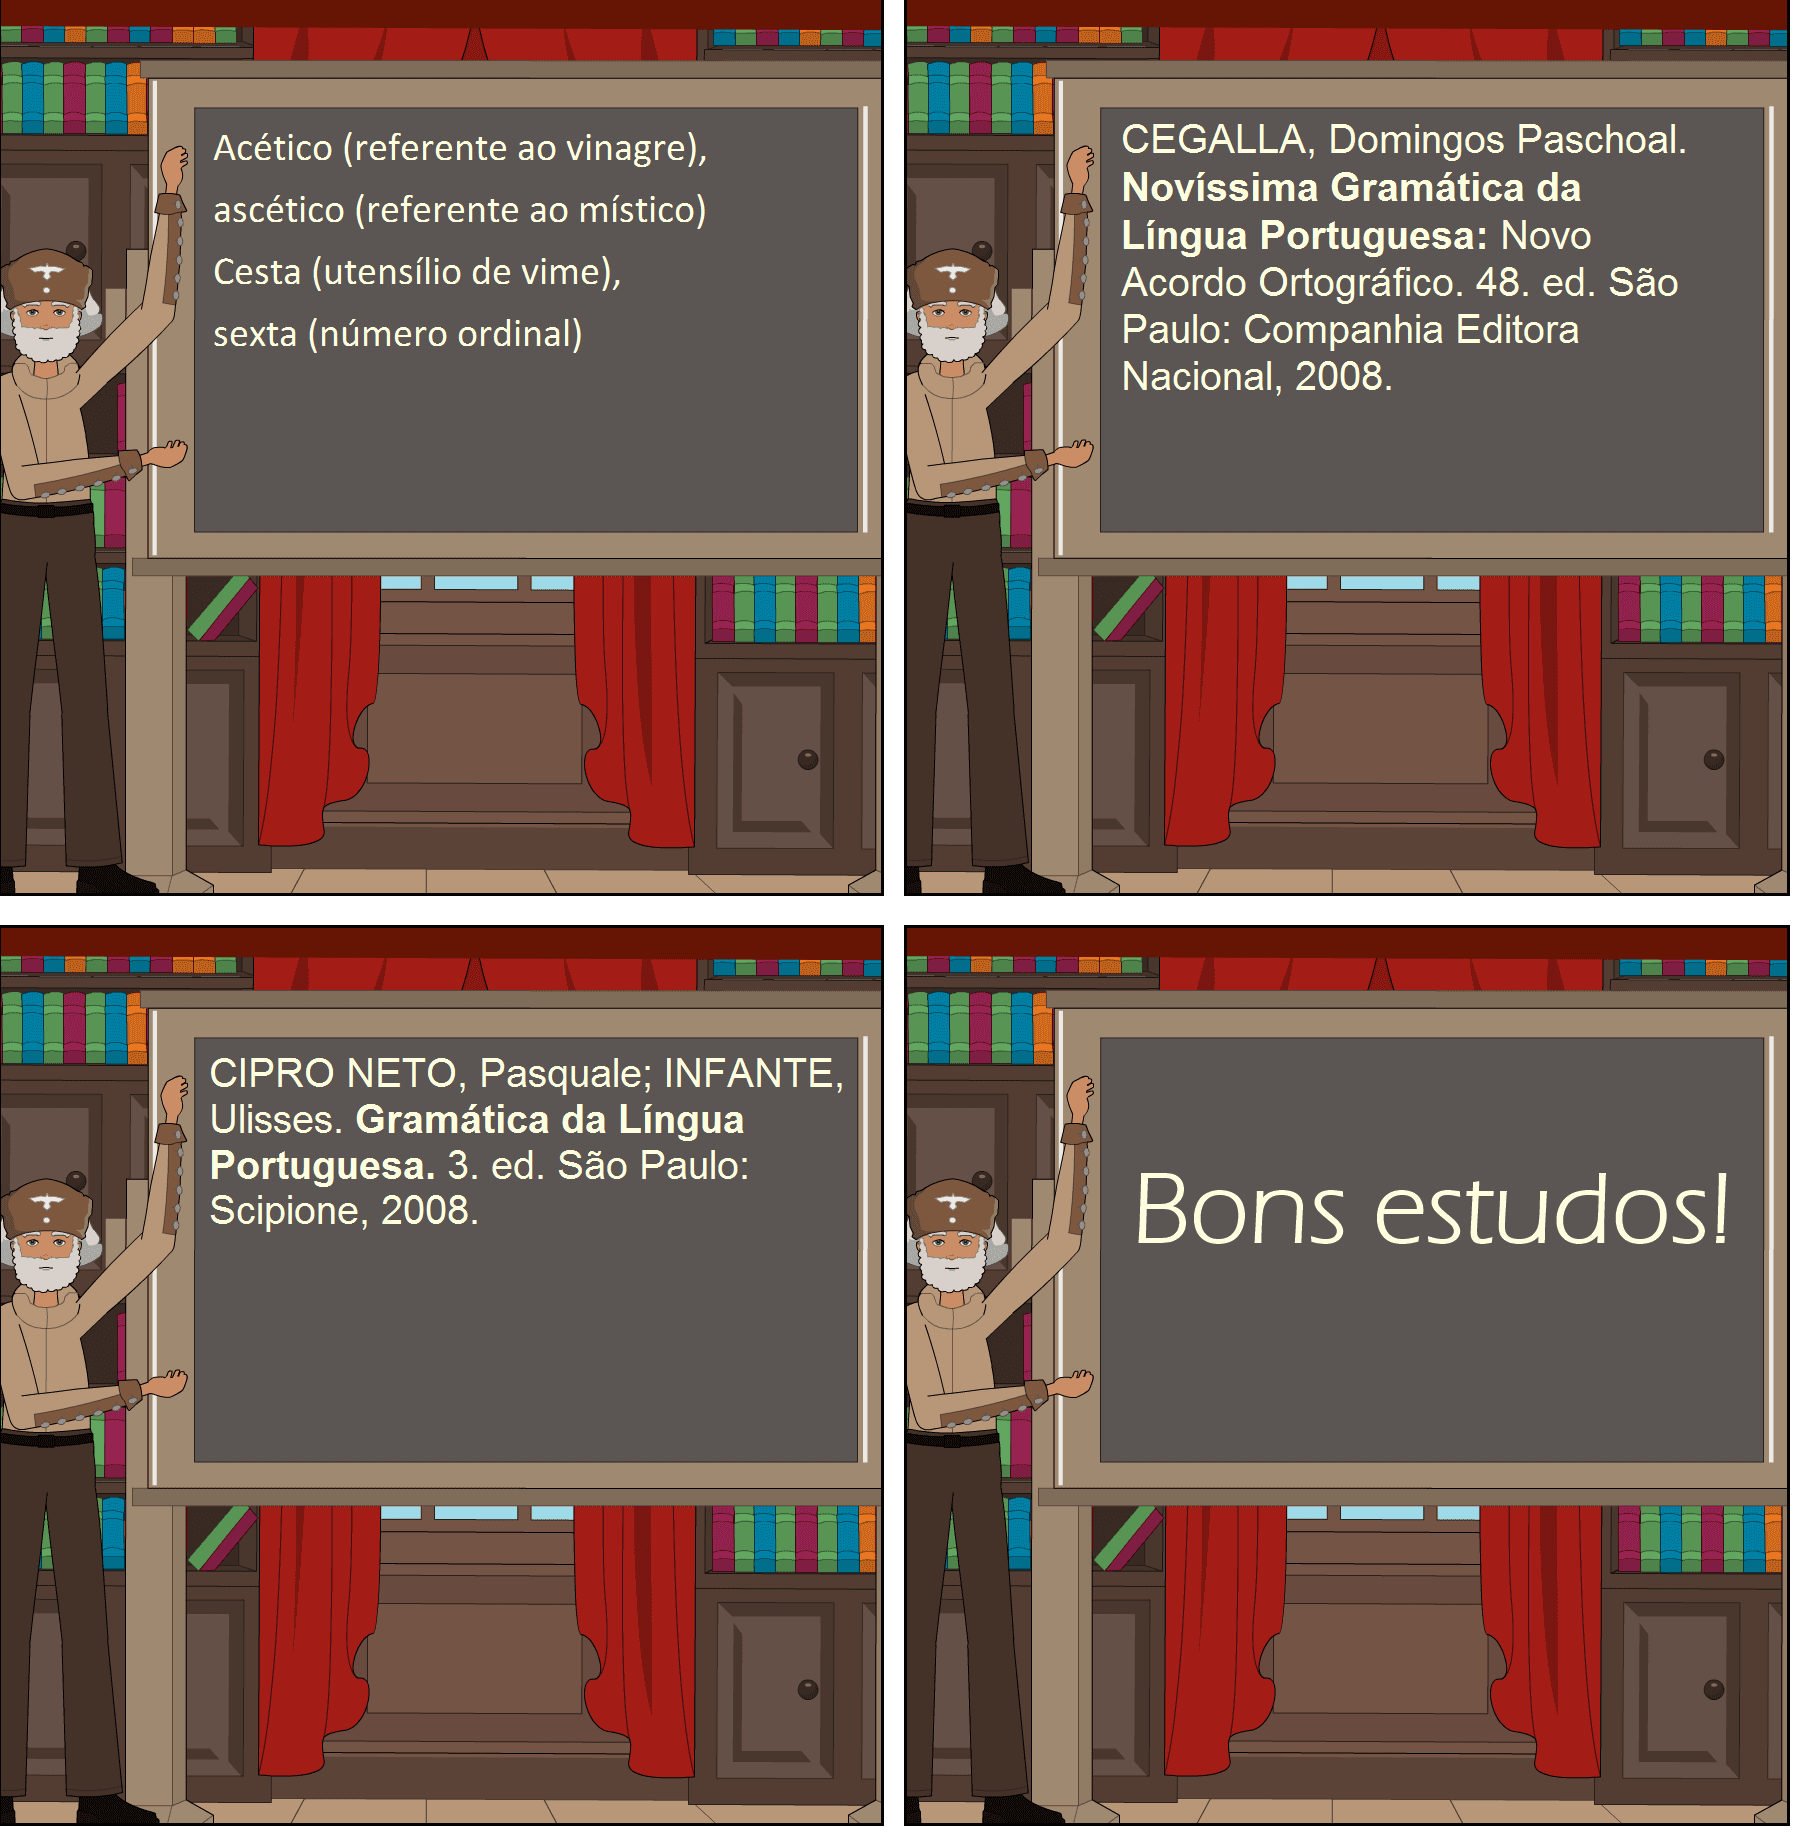 Acético (referente ao vinagre),
ascético (referente ao místico)
Cesta (utensílio de vime),
sexta (número ordinal)
CEGALLA, Domingos Paschoal.
Novíssima Gramática da
Língua Portuguesa: Novo
Acordo Ortográfico. 48. ed. São
Paulo: Companhia Editora
Nacional, 2008.
CIPRO NETO, Pasquale; INFANTE,
Ulisses. Gramática da Língua
Portuguesa. 3. ed. São Paulo:
Scipione, 2008.
Bons estudos!